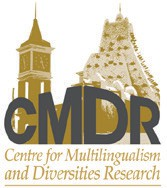 CMDR
Centre for Multilingualism
and Diversities Research